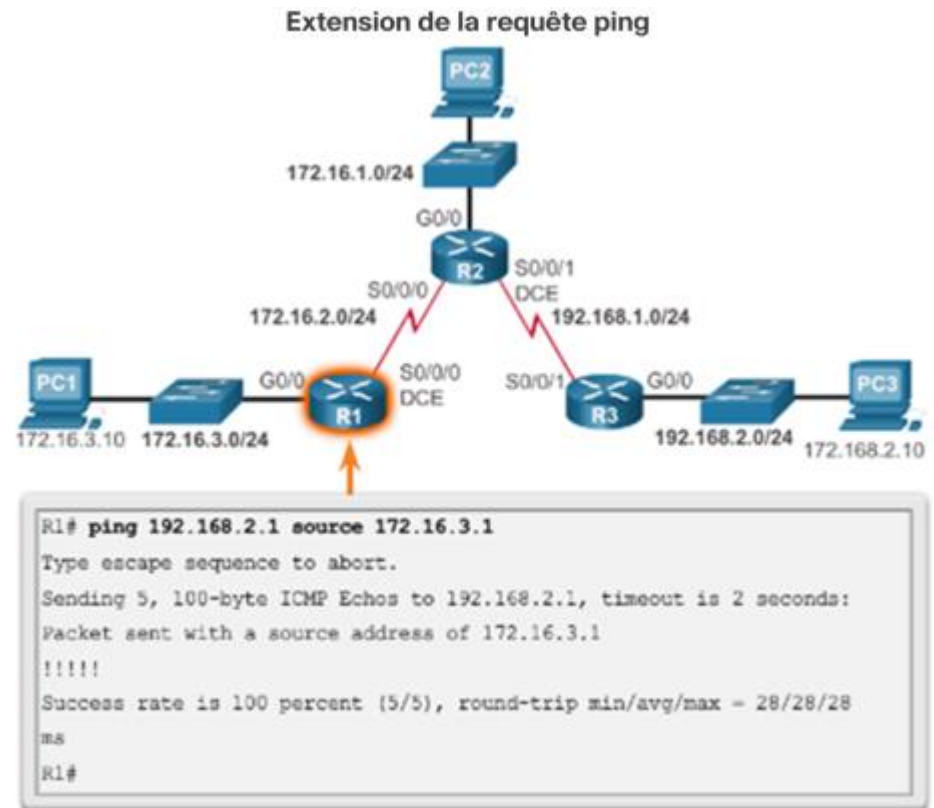 Extension de la requête ping
PC2
172.16.1.0/24
G0/0
R2
S0/0/1
DCE
S0/0/0
172.16.2.0/24
192.168.1.0/24
PC1
G0/0
S0/0/0
DCE
R1
S0/0/1
G0/0
R3
PC3
172.16.3.10
172.16.3.0/24
192.168.2.0/24
172.168.2.10
R1# ping 192.168.2.1 source 172.16.3.1
Type escape sequence to abort.
Sending 5, 100-byte ICMP Echos to 192.168.2.1, timeout is 2 seconds:
Packet sent with a source address of 172.16.3.1
!!!!!
Success rate is 100 percent (5/5), round-trip min/avg/max = 28/28/28
ms
R1#